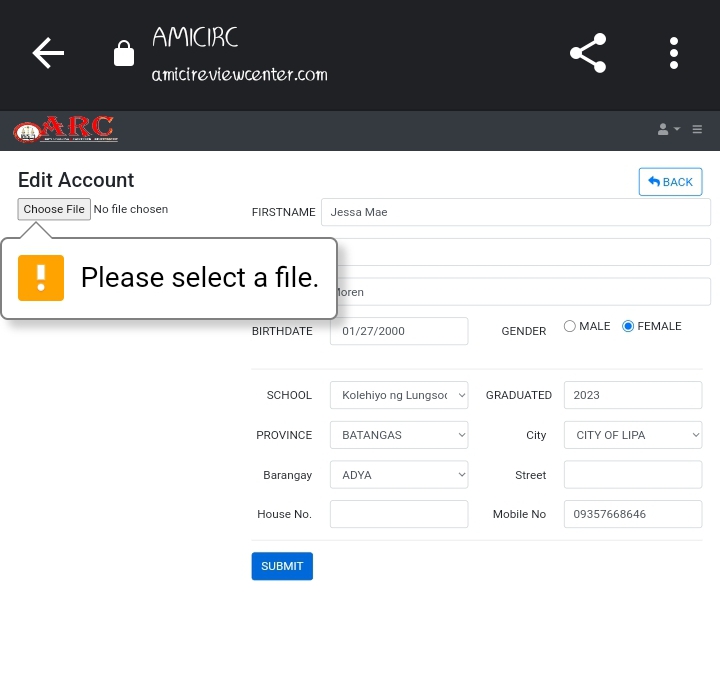 AMICIRC
amicireviewcenter.com
ARC
Edit Account
BACK
Choose File No file chosen
FIRSTNAME Jessa Mae
Please select a file.
Moren
BIRTHDATE 01/27/2000 GENDER MALE FEMALE
SCHOOL Kolehiyo ng Lungsod GRADUATED 2023
PROVINCE BATANGAS City CITY OF LIPA
Barangay ADYA Street
House No. Mobile No 09357668646
SUBMIT